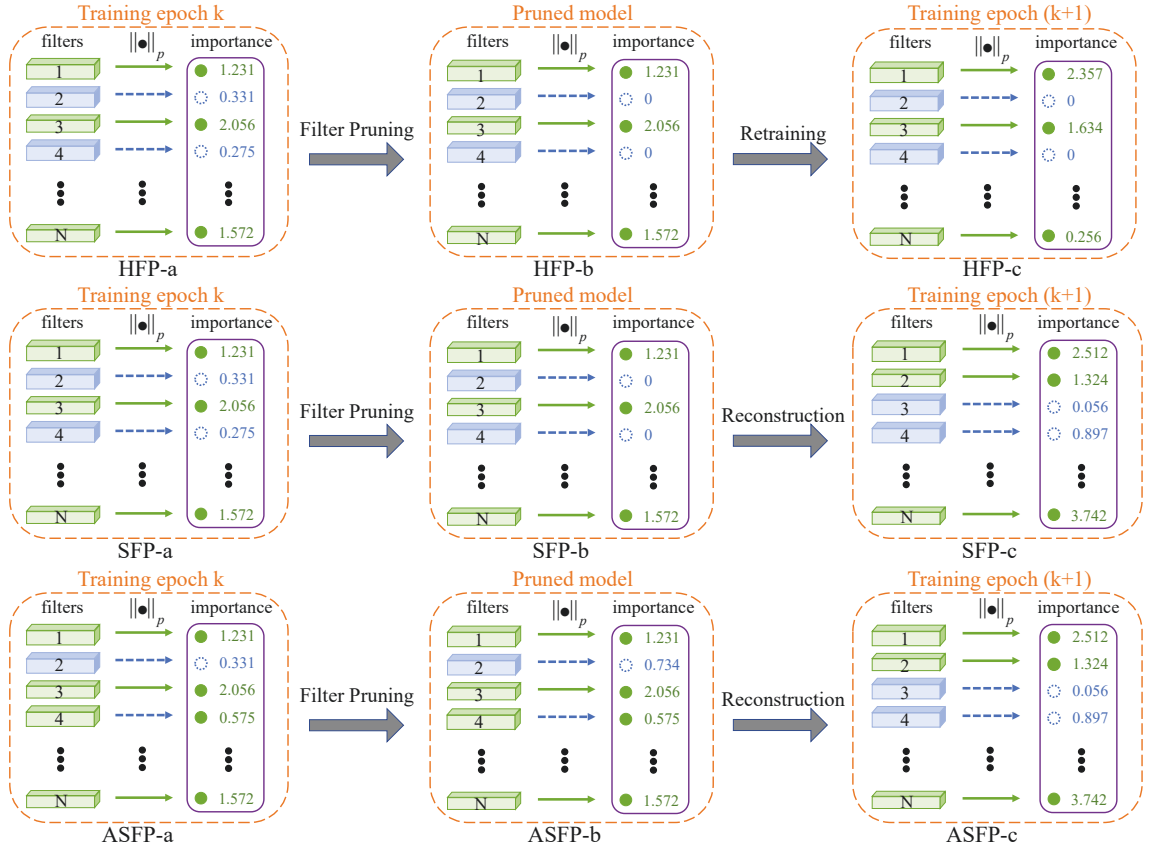 Training epoch k
filters ||●||p importance
1 1.231
2 0.331
3 2.056
4 0.275
N 1.572
HFP-a
Filter Pruning
Pruned model
filters ||●||p importance
1 1.231
2 0
3 2.056
4 0
N 1.572
HFP-b
Retraining
Training epoch (k+1)
filters ||●||p importance
1 2.357
2 0
3 1.634
4 0
N 0.256
HFP-c
Training epoch k
filters ||●||p importance
1 1.231
2 0.331
3 2.056
4 0.275
N 1.572
SFP-a
Filter Pruning
Pruned model
filters ||●||p importance
1 1.231
2 0
3 2.056
4 0
N 1.572
SFP-b
Reconstruction
Training epoch (k+1)
filters ||●||p importance
1 2.512
2 1.324
3 0.056
4 0.897
N 3.742
SFP-c
Training epoch k
filters ||●||p importance
1 1.231
2 0.331
3 2.056
4 0.575
N 1.572
ASFP-a
Filter Pruning
Pruned model
filters ||●||p importance
1 1.231
2 0.734
3 2.056
4 0.575
N 1.572
ASFP-b
Reconstruction
Training epoch (k+1)
filters ||●||p importance
1 2.512
2 1.324
3 0.056
4 0.897
N 3.742
ASFP-c